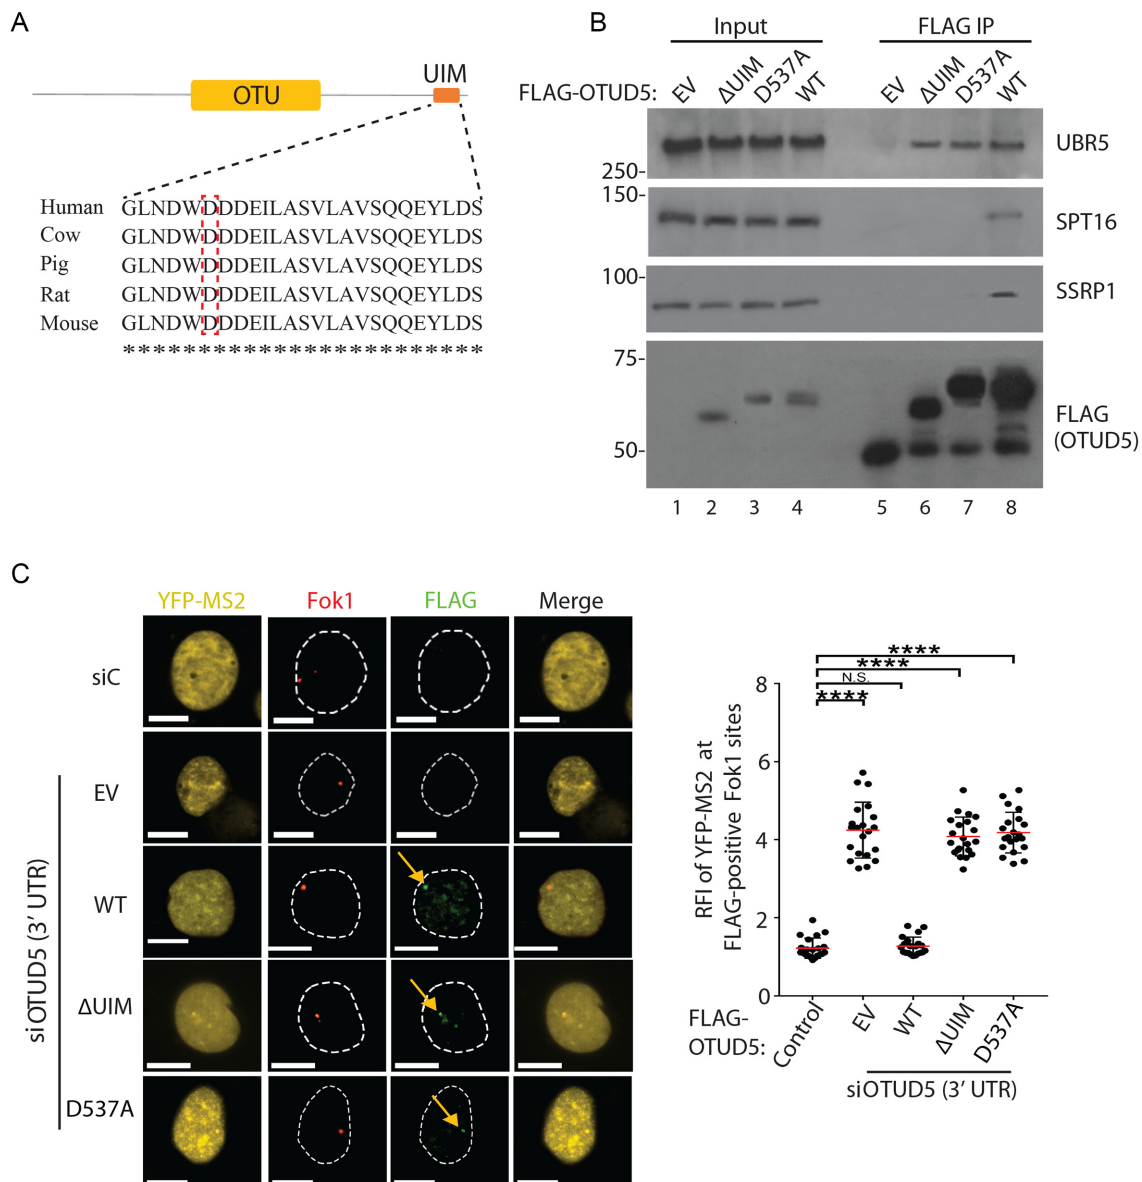 A
OTU
UIM
Human GLNDWDDDEILASVLAVSQQEYLDS
Cow GLNDWDDDEILASVLAVSQQEYLDS
Pig GLNDWDDDEILASVLAVSQQEYLDS
Rat GLNDWDDDEILASVLAVSQQEYLDS
Mouse GLNDWDDDEILASVLAVSQQEYLDS
************************
B
Input FLAG IP
FLAG-OTUD5: EV ΔUIM D537A WT EV ΔUIM D537A WT
UBR5
250-
150-
SPT16
100-
SSRP1
75-
FLAG
(OTUD5)
50-
1 2 3 4 5 6 7 8
C
YFP-MS2 Fok1 FLAG Merge
siC
EV
WT
ΔUIM
D537A
siOTUD5 (3′ UTR)
RFI of YFP-MS2 at
FLAG-positive Fok1 sites
****
****
N.S.
****
8
6
4
2
0
FLAG-
OTUD5:
Control EV WT ΔUIM D537A
siOTUD5 (3′ UTR)